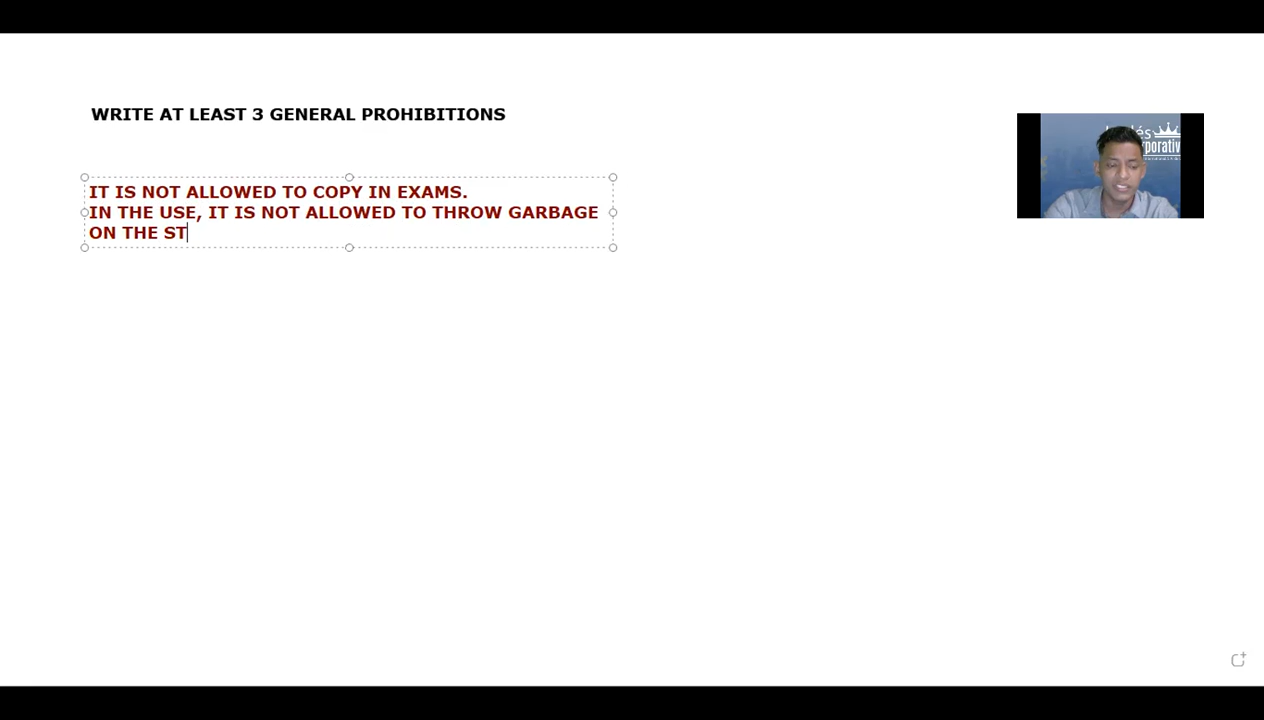 WRITE AT LEAST 3 GENERAL PROHIBITIONS
IT IS NOT ALLOWED TO COPY IN EXAMS.
IN THE USE, IT IS NOT ALLOWED TO THROW GARBAGE
ON THE ST